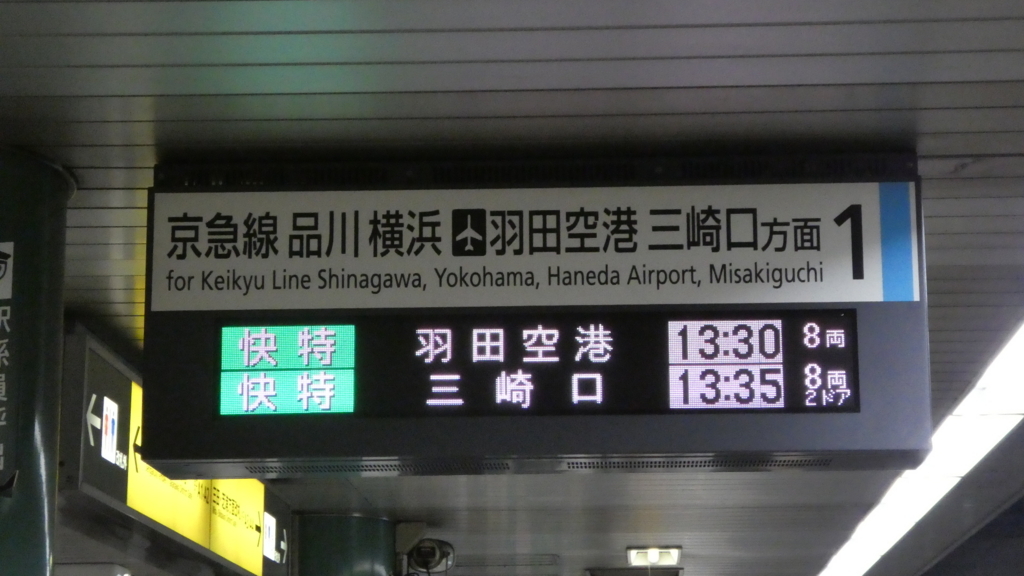 京急線 品川 横浜 羽田空港 三崎口方面 1
for Keikyu Line Shinagawa, Yokohama, Haneda Airport, Misakiguchi
快特 羽田空港 13:30 8両
快特 三崎口 13:35 8両
2ドア